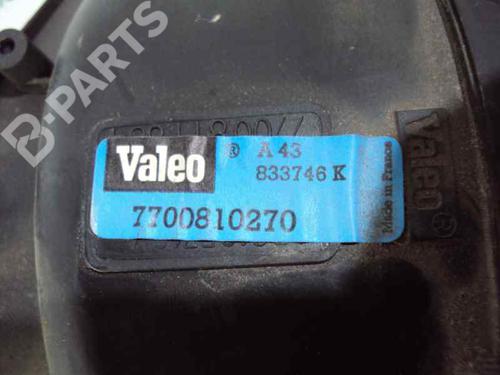 B-PARTS
Valeo ® A 43
833746 K
7700810270
Made in France
Valeo ®